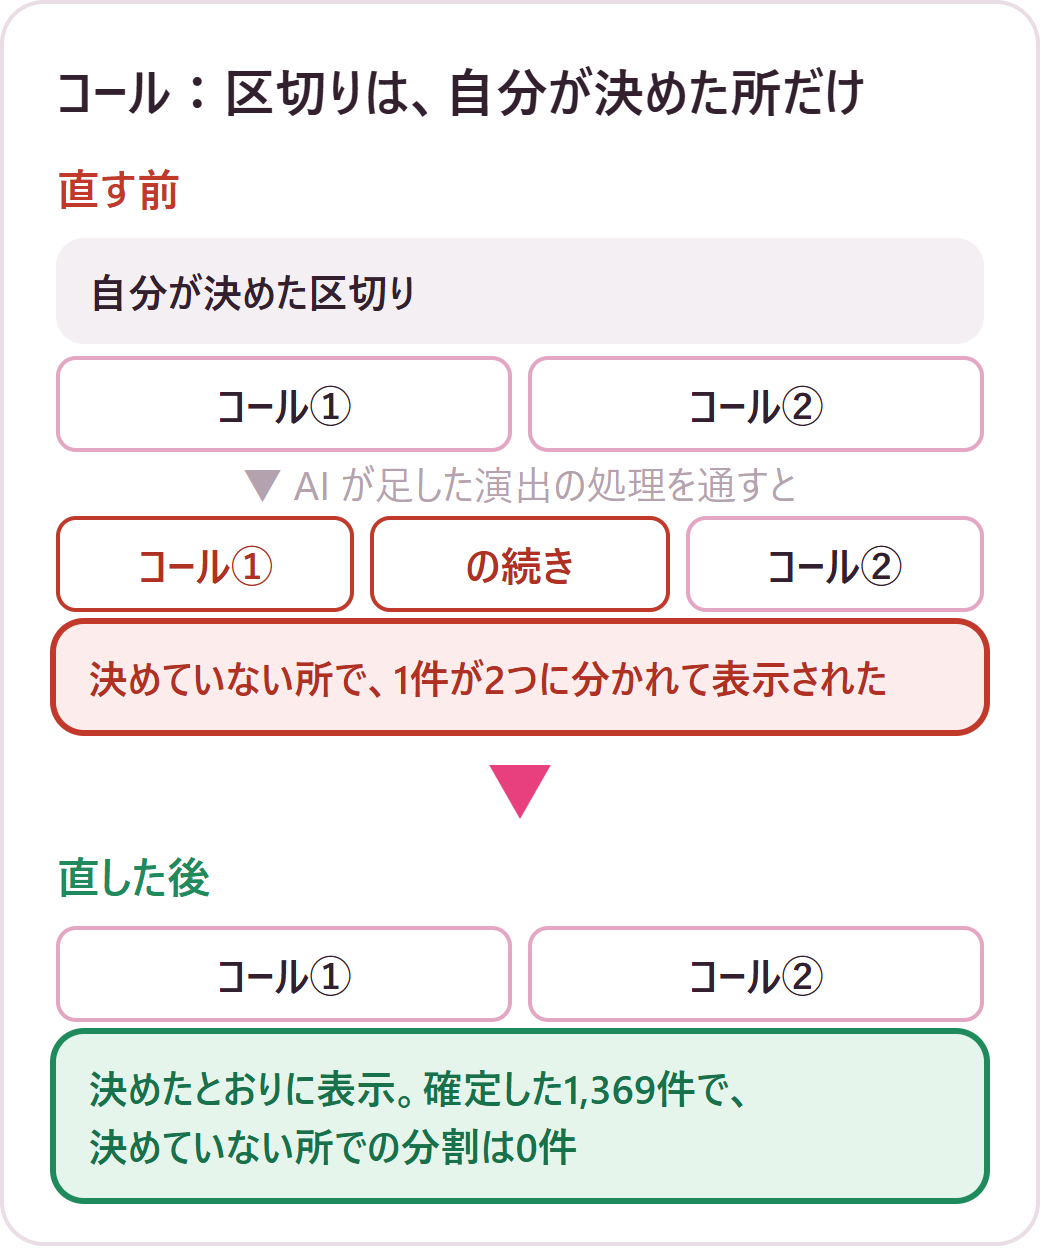 コール：区切りは、自分が決めた所だけ
直す前
自分が決めた区切り
コール① コール②
▼ AI が足した演出の処理を通すと
コール① の続き コール②
決めていない所で、1件が2つに分かれて表示された
▼
直した後
コール① コール②
決めたとおりに表示。確定した1,369件で、
決めていない所での分割は0件